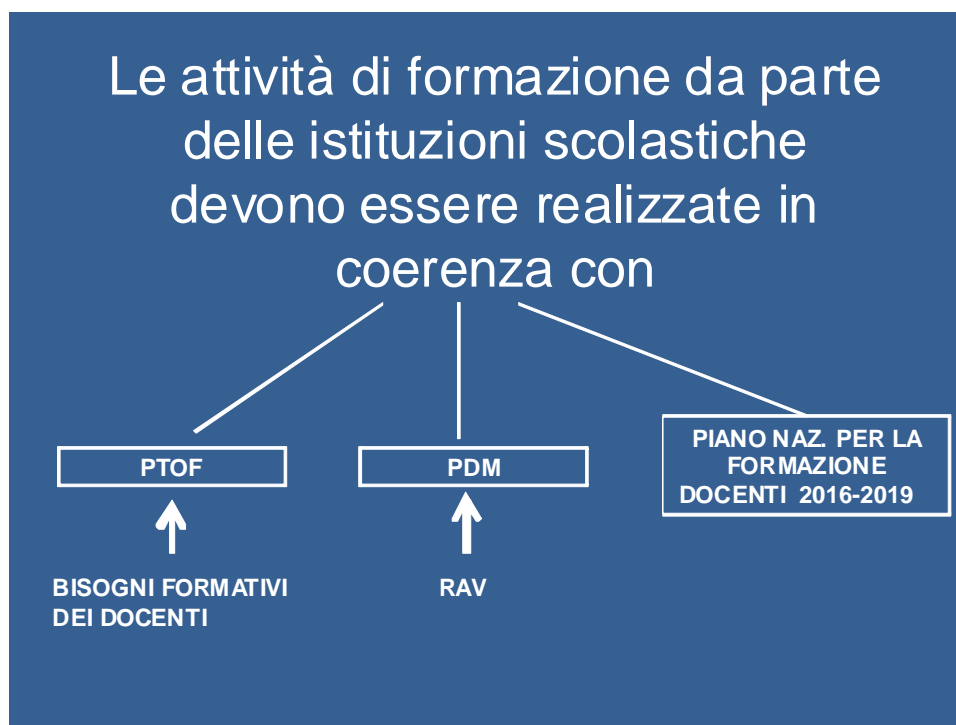 Le attività di formazione da parte
delle istituzioni scolastiche
devono essere realizzate in
coerenza con
PTOF
PDM
PIANO NAZ. PER LA
FORMAZIONE
DOCENTI 2016-2019
BISOGNI FORMATIVI
DEI DOCENTI
RAV